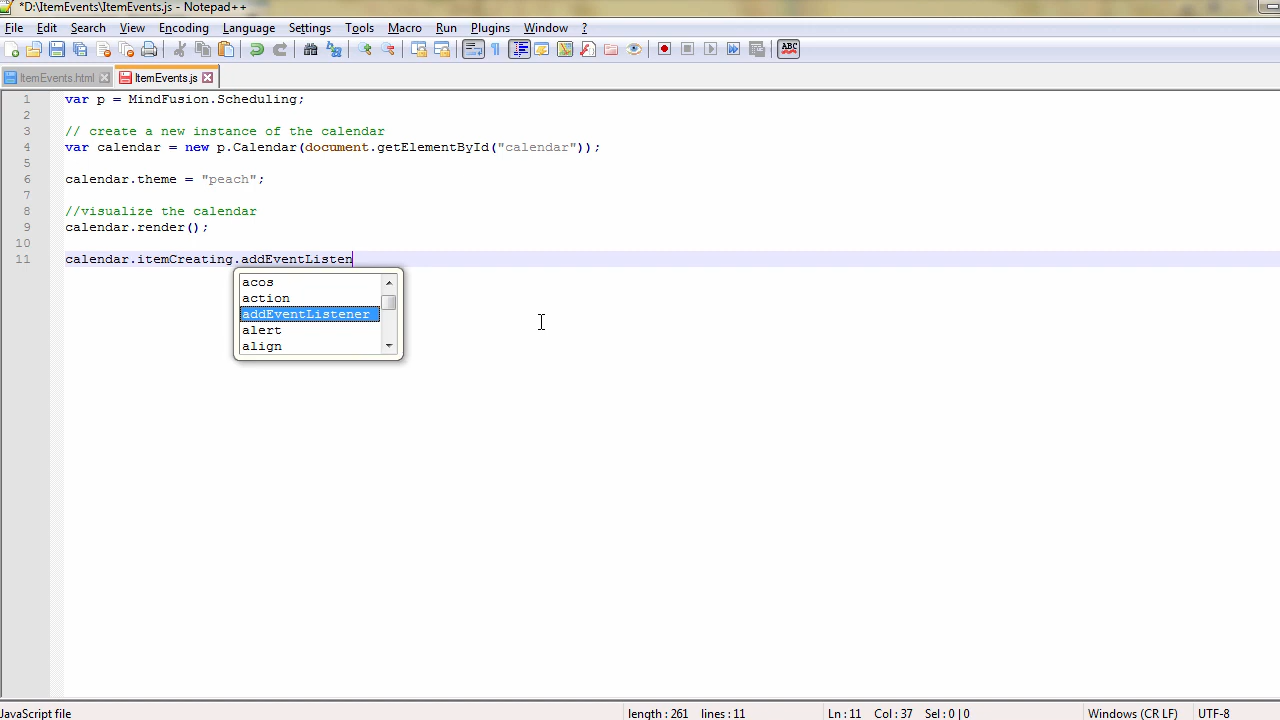 *D:\ItemEvents\ItemEvents.js - Notepad++
File Edit Search View Encoding Language Settings Tools Macro Run Plugins Window ?
ABC
ItemEvents.html ItemEvents.js
1 var p = MindFusion.Scheduling;
2
3 // create a new instance of the calendar
4 var calendar = new p.Calendar(document.getElementById("calendar"));
5
6 calendar.theme = "peach";
7
8 //visualize the calendar
9 calendar.render();
10
11 calendar.itemCreating.addEventListen
acos
action
addEventListener
alert
align
JavaScript file length : 261 lines : 11 Ln : 11 Col : 37 Sel : 0 | 0 Windows (CR LF) UTF-8